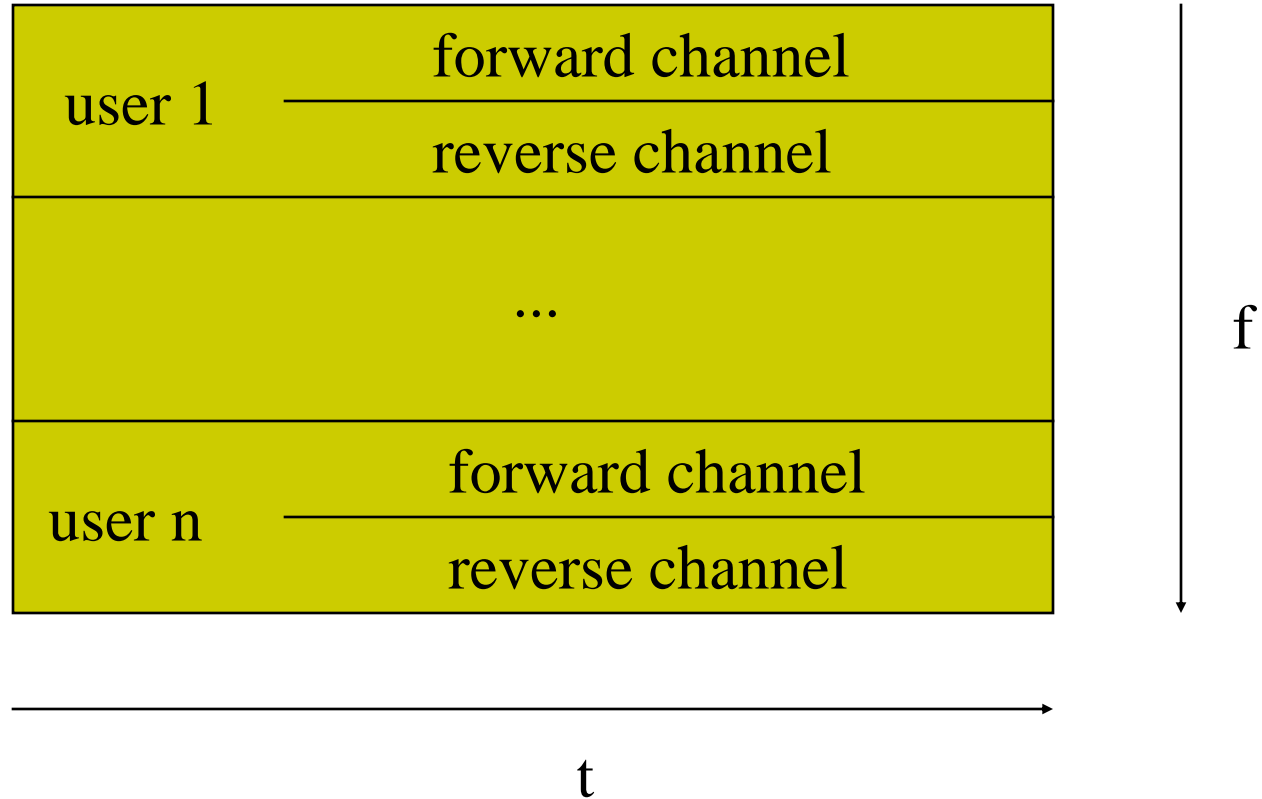 forward channel
user 1
reverse channel
...
f
forward channel
user n
reverse channel
t